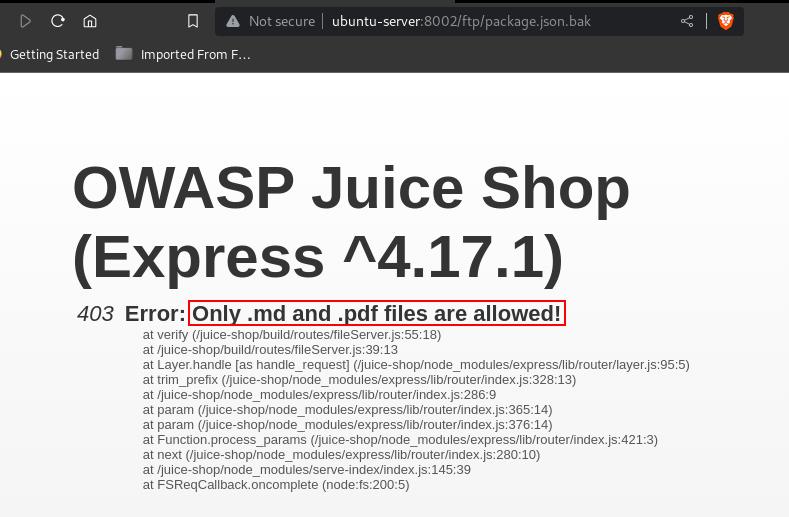 Not secure ubuntu-server:8002/ftp/package.json.bak
Getting Started Imported From F…
OWASP Juice Shop
(Express ^4.17.1)
403 Error: Only .md and .pdf files are allowed!
at verify (/juice-shop/build/routes/fileServer.js:55:18)
at /juice-shop/build/routes/fileServer.js:39:13
at Layer.handle [as handle_request] (/juice-shop/node_modules/express/lib/router/layer.js:95:5)
at trim_prefix (/juice-shop/node_modules/express/lib/router/index.js:328:13)
at /juice-shop/node_modules/express/lib/router/index.js:286:9
at param (/juice-shop/node_modules/express/lib/router/index.js:365:14)
at param (/juice-shop/node_modules/express/lib/router/index.js:376:14)
at Function.process_params (/juice-shop/node_modules/express/lib/router/index.js:421:3)
at next (/juice-shop/node_modules/express/lib/router/index.js:280:10)
at /juice-shop/node_modules/serve-index/index.js:145:39
at FSReqCallback.oncomplete (node:fs:200:5)